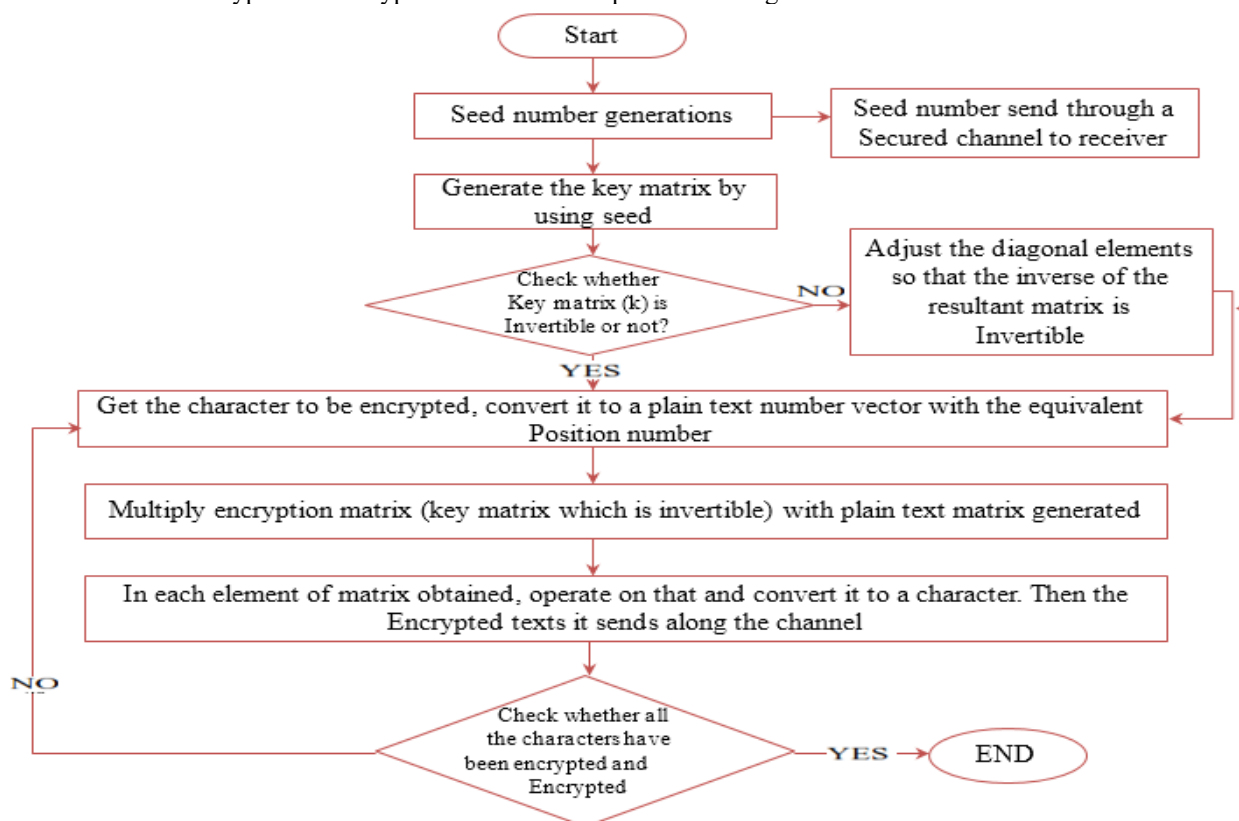 Start
Seed number generations
Seed number send through a
Secured channel to receiver
Generate the key matrix by
using seed
Check whether
Key matrix (k) is
Invertible or not?
NO
Adjust the diagonal elements
so that the inverse of the
resultant matrix is
Invertible
YES
Get the character to be encrypted, convert it to a plain text number vector with the equivalent
Position number
Multiply encryption matrix (key matrix which is invertible) with plain text matrix generated
In each element of matrix obtained, operate on that and convert it to a character. Then the
Encrypted texts it sends along the channel
NO
Check whether all
the characters have
been encrypted and
Encrypted
YES
END